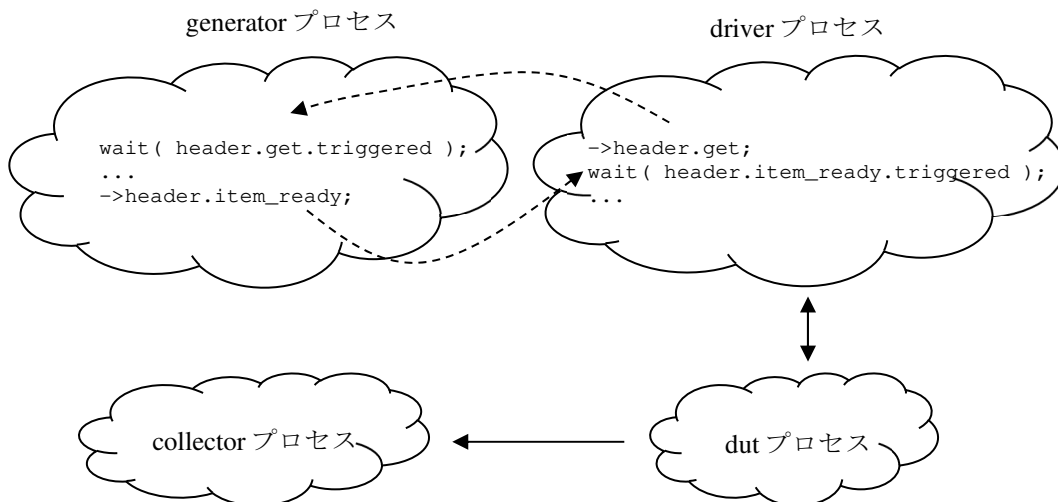 generator プロセス
driver プロセス
wait( header.get.triggered );
...
->header.item_ready;
->header.get;
wait( header.item_ready.triggered );
...
collector プロセス
dut プロセス